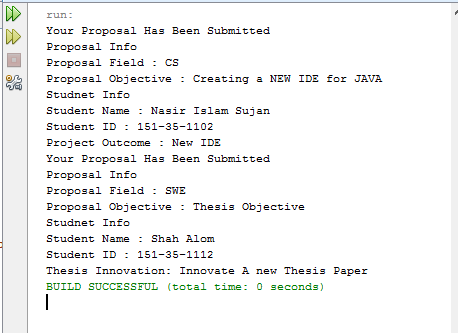 run:
Your Proposal Has Been Submitted
Proposal Info
Proposal Field : CS
Proposal Objective : Creating a NEW IDE for JAVA
Studnet Info
Student Name : Nasir Islam Sujan
Student ID : 151-35-1102
Project Outcome : New IDE
Your Proposal Has Been Submitted
Proposal Info
Proposal Field : SWE
Proposal Objective : Thesis Objective
Studnet Info
Student Name : Shah Alom
Student ID : 151-35-1112
Thesis Innovation: Innovate A new Thesis Paper
BUILD SUCCESSFUL (total time: 0 seconds)